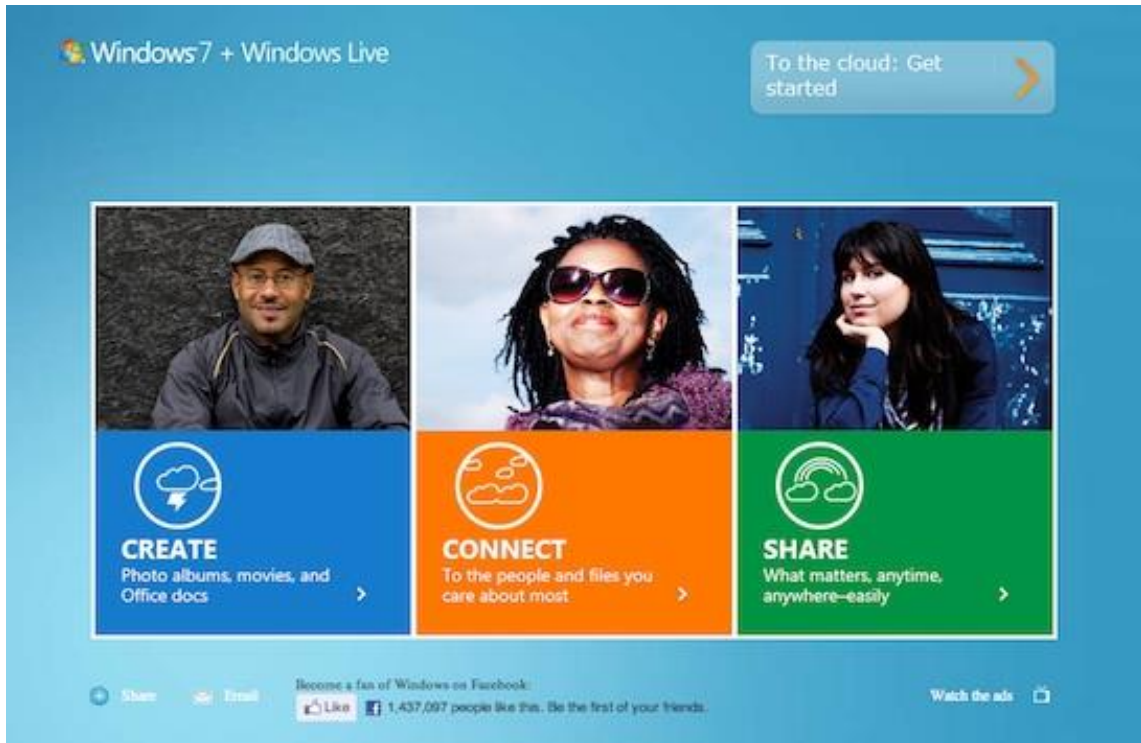 Windows 7 + Windows Live
To the cloud: Get
started
CREATE
Photo albums, movies, and
Office docs
CONNECT
To the people and files you
care about most
SHARE
What matters, anytime,
anywhere–easily
Share
Email
Become a fan of Windows on Facebook:
Like
1,437,097 people like this. Be the first of your friends.
Watch the ads